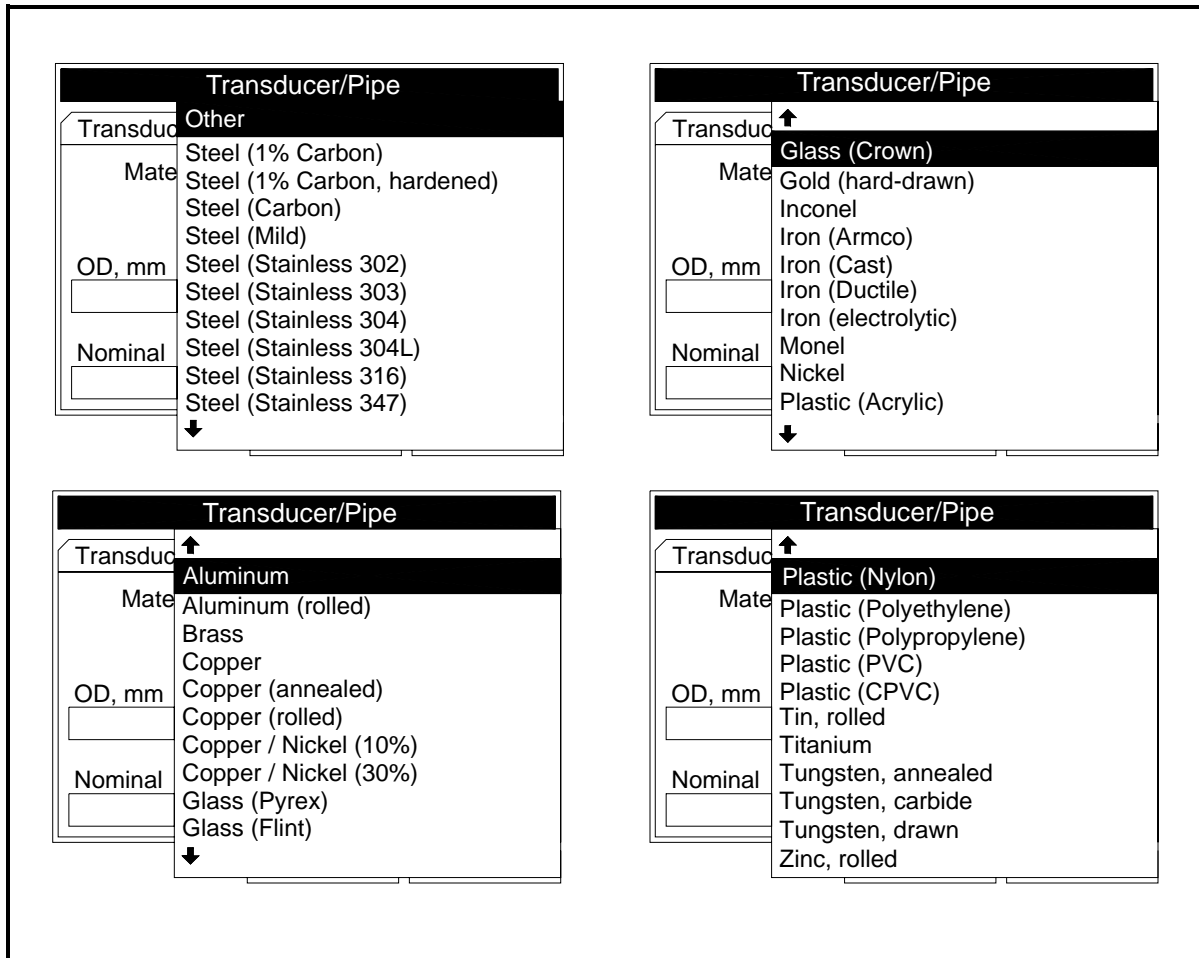 Transducer/Pipe
Other
Transduc
Steel (1% Carbon)
Mate
Steel (1% Carbon, hardened)
Steel (Carbon)
Steel (Mild)
OD, mm
Steel (Stainless 302)
Steel (Stainless 303)
Steel (Stainless 304)
Nominal
Steel (Stainless 304L)
Steel (Stainless 316)
Steel (Stainless 347)
Transducer/Pipe
Transduc
Glass (Crown)
Mate
Gold (hard-drawn)
Inconel
Iron (Armco)
OD, mm
Iron (Cast)
Iron (Ductile)
Iron (electrolytic)
Nominal
Monel
Nickel
Plastic (Acrylic)
Transducer/Pipe
Transduc
Aluminum
Mate
Aluminum (rolled)
Brass
Copper
OD, mm
Copper (annealed)
Copper (rolled)
Copper / Nickel (10%)
Nominal
Copper / Nickel (30%)
Glass (Pyrex)
Glass (Flint)
Transducer/Pipe
Transduc
Plastic (Nylon)
Mate
Plastic (Polyethylene)
Plastic (Polypropylene)
Plastic (PVC)
OD, mm
Plastic (CPVC)
Tin, rolled
Titanium
Nominal
Tungsten, annealed
Tungsten, carbide
Tungsten, drawn
Zinc, rolled